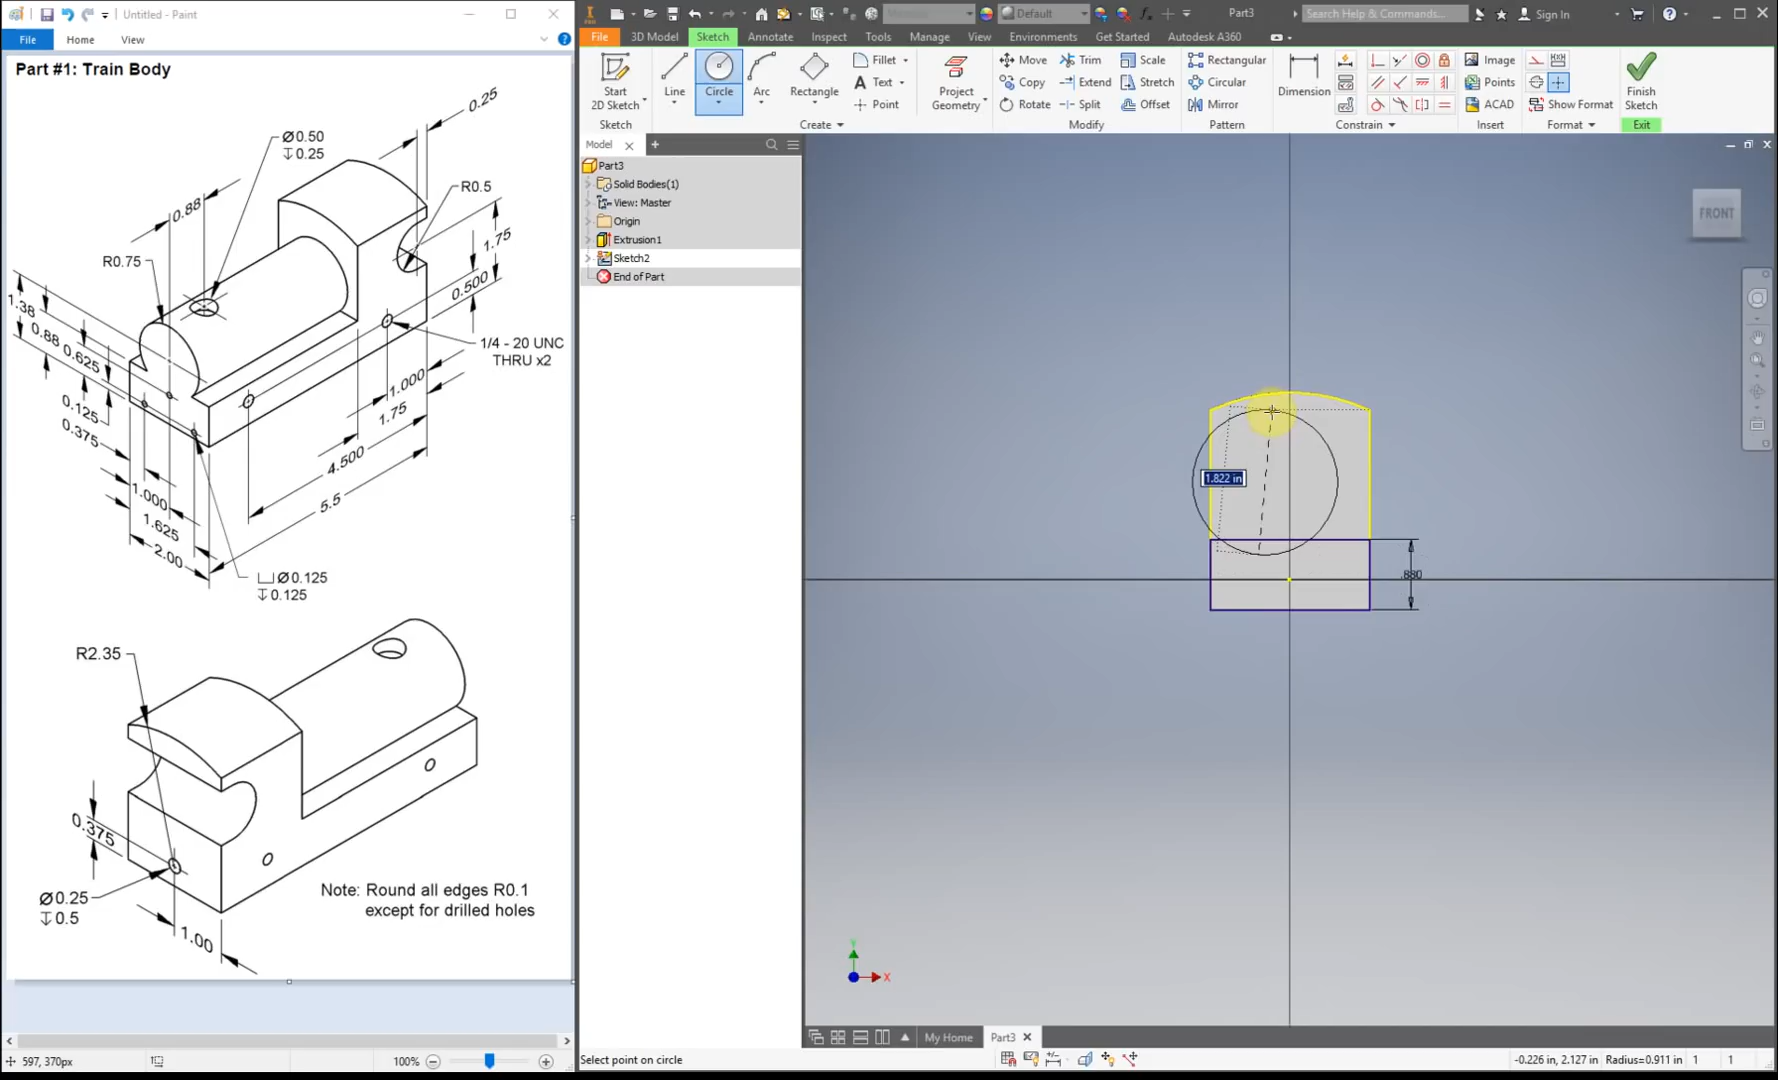 Untitled - Paint
File
Home
View
Part #1: Train Body
0.25
Ø0.50
↧0.25
R0.5
0.88
1.75
R0.75
0.500
1.38
0.88
0.625
1/4 - 20 UNC
THRU x2
0.125
0.375
1.000
1.75
4.500
5.5
1.000
1.625
2.00
⌴Ø0.125
↧0.125
R2.35
0.375
Ø0.25
↧0.5
1.00
Note: Round all edges R0.1
except for drilled holes
597, 370px
100%
Default
Part3
Search Help & Commands...
Sign In
File
3D Model
Sketch
Annotate
Inspect
Tools
Manage
View
Environments
Get Started
Autodesk A360
Start
2D Sketch
Line
Circle
Arc
Rectangle
Fillet
Text
Point
Project
Geometry
Move
Copy
Rotate
Trim
Extend
Split
Scale
Stretch
Offset
Rectangular
Circular
Mirror
Dimension
Image
Points
ACAD
Show Format
Finish
Sketch
Sketch
Create
Modify
Pattern
Constrain
Insert
Format
Exit
Model
Part3
Solid Bodies(1)
View: Master
Origin
Extrusion1
Sketch2
End of Part
FRONT
1.822 in
.880
Y
X
My Home
Part3
Select point on circle
-0.226 in, 2.127 in
Radius=0.911 in
1
1